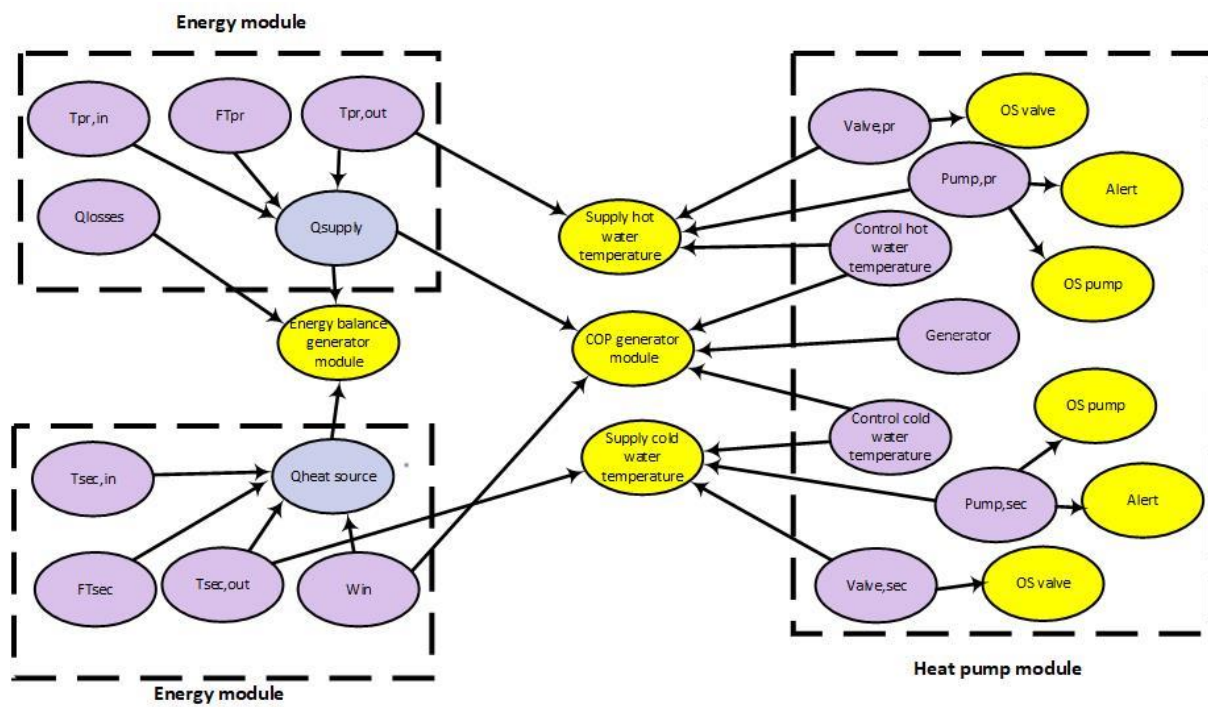 Energy module
Tpr,in
FTpr
Tpr,out
Qlosses
Qsupply
Energy balance
generator
module
Tsec,in
Qheat source
FTsec
Tsec,out
Win
Energy module
Supply hot
water
temperature
COP generator
module
Supply cold
water
temperature
Valve,pr
OS valve
Pump,pr
Alert
Control hot
water
temperature
OS pump
Generator
OS pump
Control cold
water
temperature
Pump,sec
Alert
Valve,sec
OS valve
Heat pump module